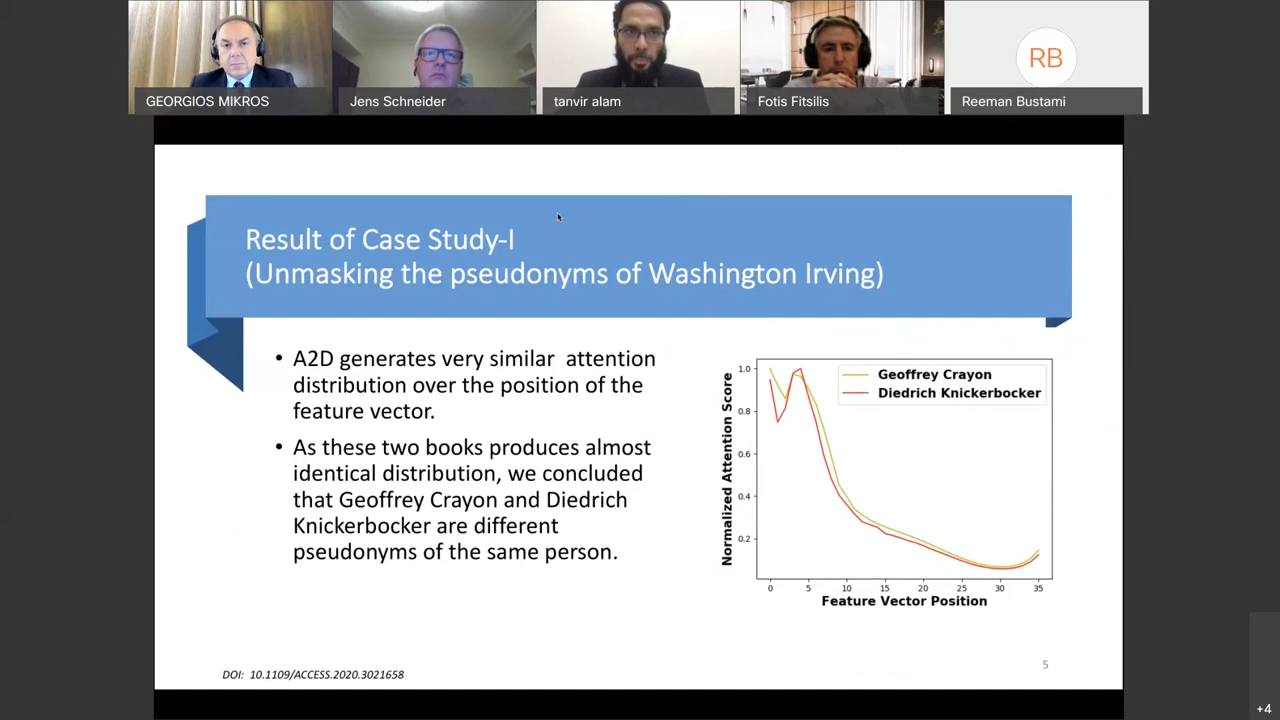 GEORGIOS MIKROS
Jens Schneider
tanvir alam
Fotis Fitsilis
RB
Reeman Bustami
Result of Case Study-I
(Unmasking the pseudonyms of Washington Irving)
• A2D generates very similar attention
distribution over the position of the
feature vector.
• As these two books produces almost
identical distribution, we concluded
that Geoffrey Crayon and Diedrich
Knickerbocker are different
pseudonyms of the same person.
Geoffrey Crayon
Diedrich Knickerbocker
Normalized Attention Score
1.0
0.8
0.6
0.4
0.2
0 5 10 15 20 25 30 35
Feature Vector Position
DOI: 10.1109/ACCESS.2020.3021658
5
+4